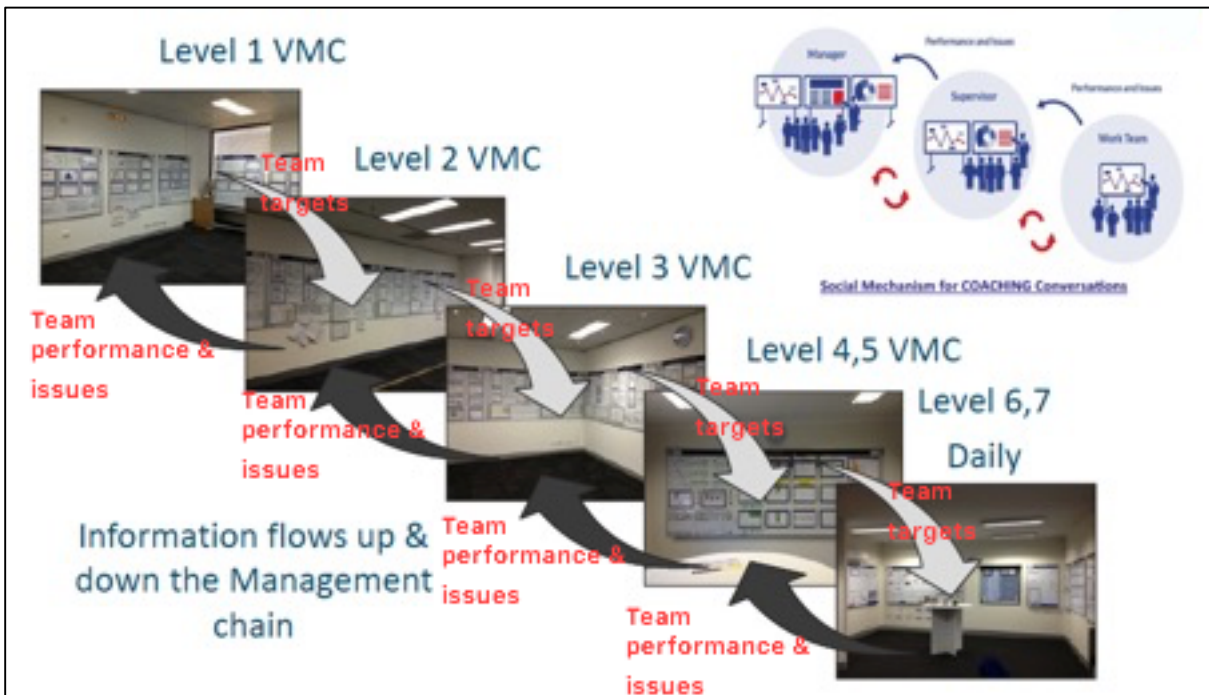 Level 1 VMC
Manager
Performance and Issues
Supervisor
Performance and Issues
Work Team
Level 2 VMC
Team
targets
Level 3 VMC
Social Mechanism for COACHING Conversations
Team
targets
Team
performance &
issues
Level 4,5 VMC
Team
targets
Level 6,7
Daily
Team
performance &
issues
Team
targets
Information flows up &
down the Management
chain
Team
performance &
issues
Team
performance &
issues